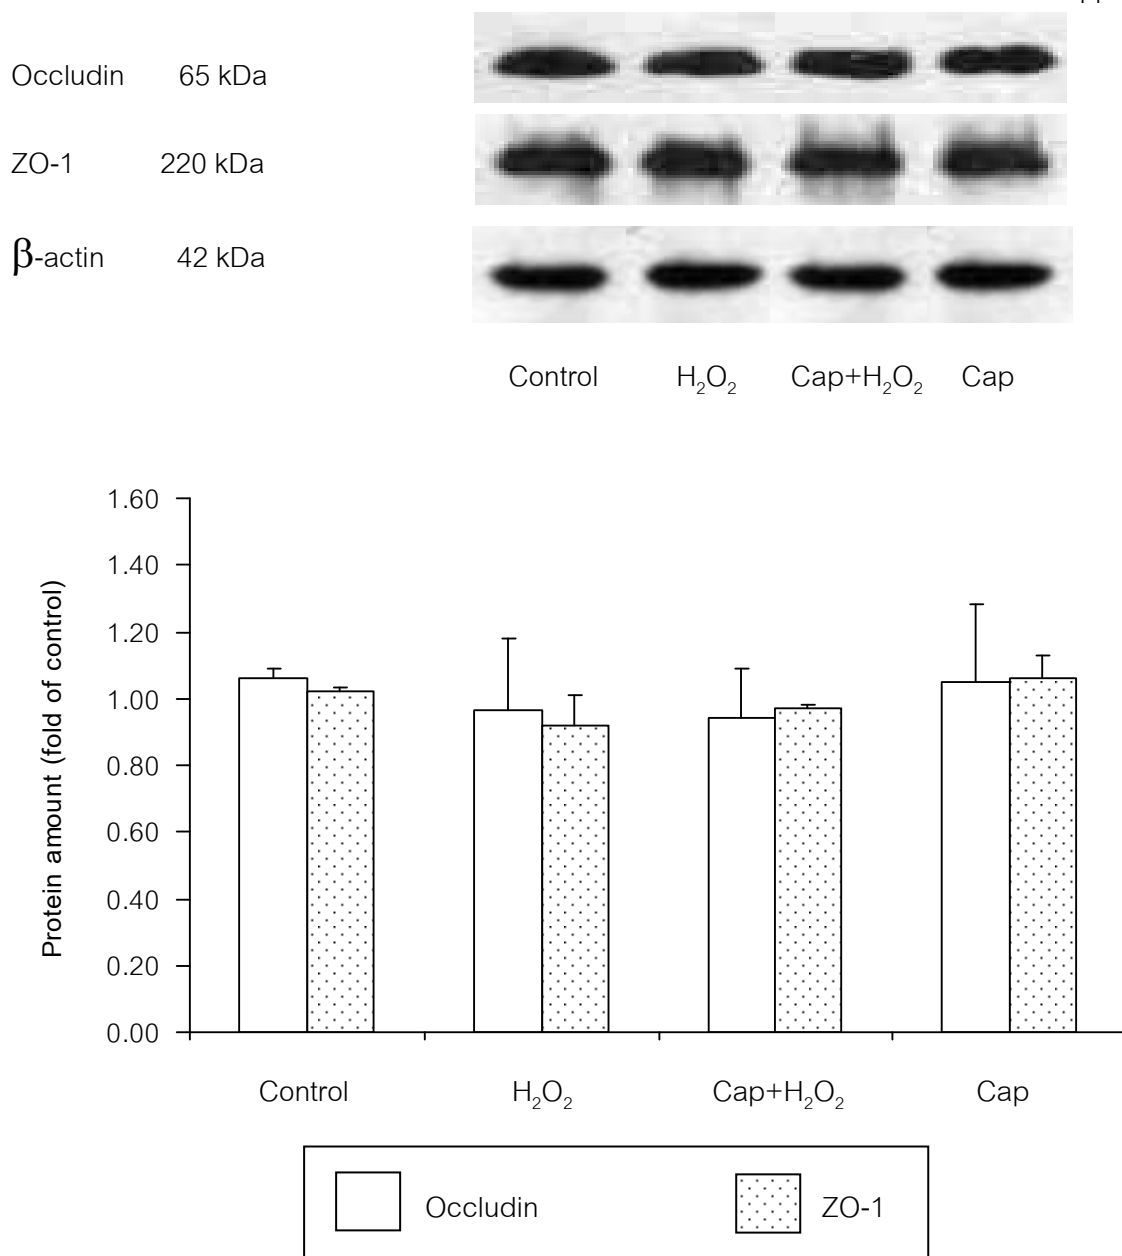 Occludin 65 kDa
ZO-1 220 kDa
β-actin 42 kDa
Control H₂O₂ Cap+H₂O₂ Cap
1.60
1.40
1.20
1.00
0.80
0.60
0.40
0.20
0.00
Protein amount (fold of control)
Control H₂O₂ Cap+H₂O₂ Cap
Occludin ZO-1